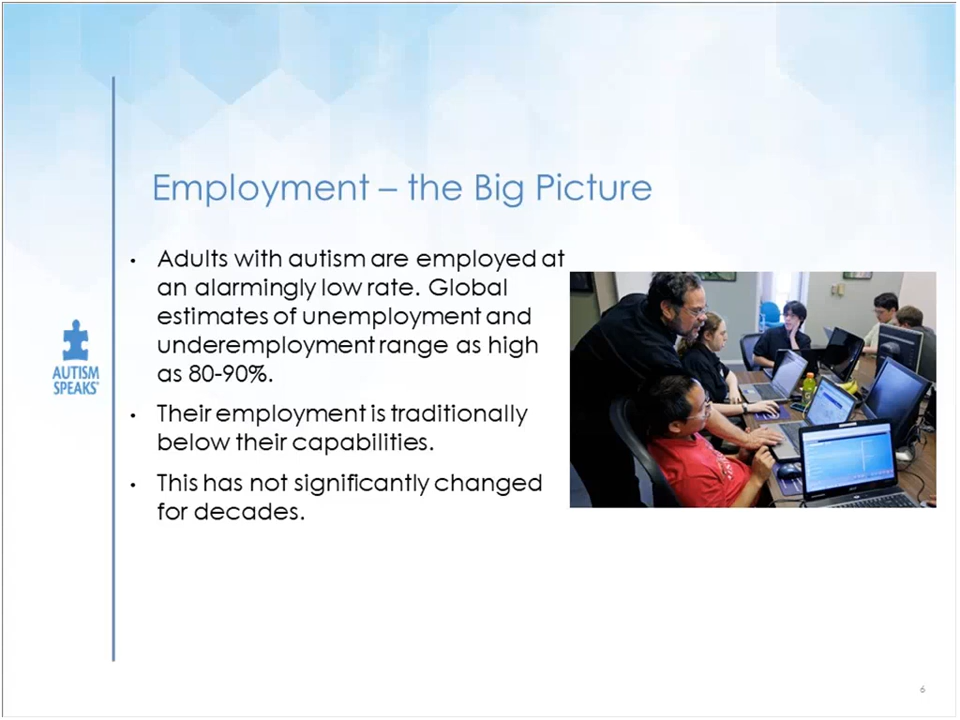 Employment – the Big Picture
• Adults with autism are employed at
an alarmingly low rate. Global
estimates of unemployment and
underemployment range as high
as 80-90%.
• Their employment is traditionally
below their capabilities.
• This has not significantly changed
for decades.
AUTISM
SPEAKS®
6